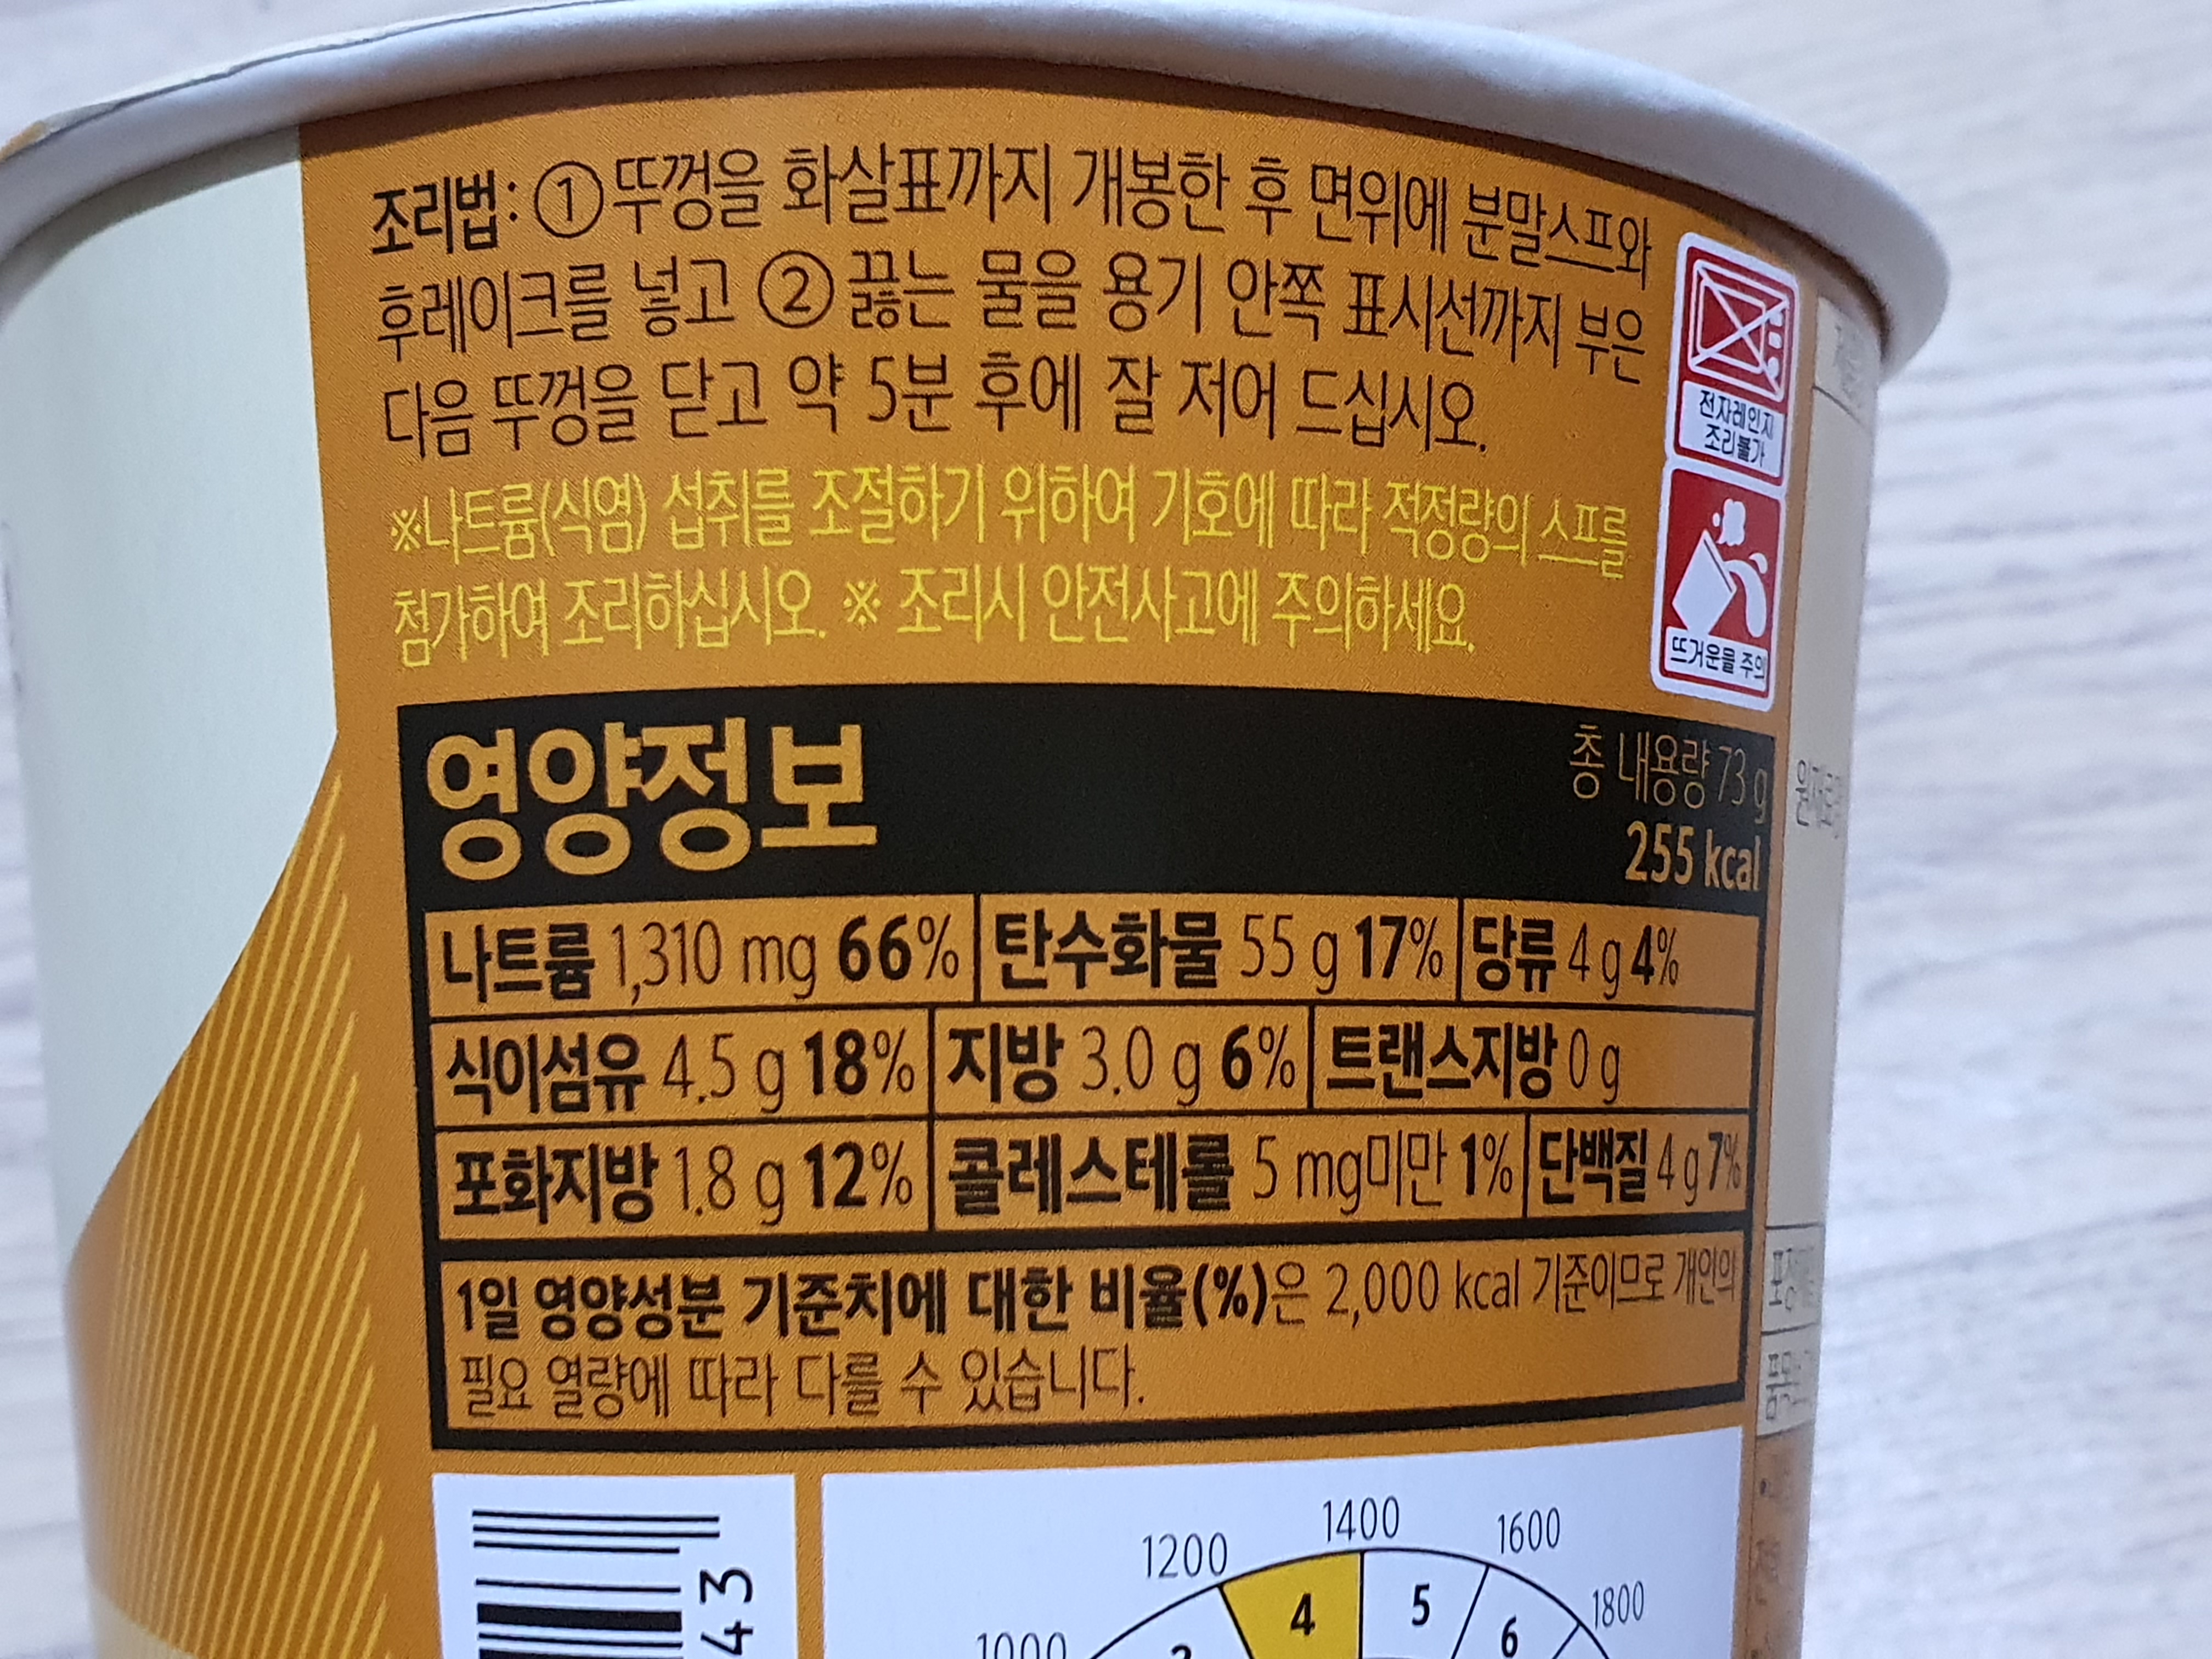 조리법: ①뚜껑을 화살표까지 개봉한 후 면위에 분말스프와
후레이크를 넣고 ②끓는 물을 용기 안쪽 표시선까지 부은
다음 뚜껑을 닫고 약 5분 후에 잘 저어 드십시오.
※나트륨(식염) 섭취를 조절하기 위하여 기호에 따라 적정량의 스프를
첨가하여 조리하십시오. ※ 조리시 안전사고에 주의하세요.
전자레인지
조리불가
뜨거운물 주의
영양정보
총 내용량 73 g
255 kcal
나트륨 1,310 mg 66% 탄수화물 55 g 17% 당류 4 g 4%
식이섬유 4.5 g 18% 지방 3.0 g 6% 트랜스지방 0 g
포화지방 1.8 g 12% 콜레스테롤 5 mg미만 1% 단백질 4 g 7%
1일 영양성분 기준치에 대한 비율(%)은 2,000 kcal 기준이므로 개인의
필요 열량에 따라 다를 수 있습니다.
43
1000 1200 1400 1600 1800
4 5 6